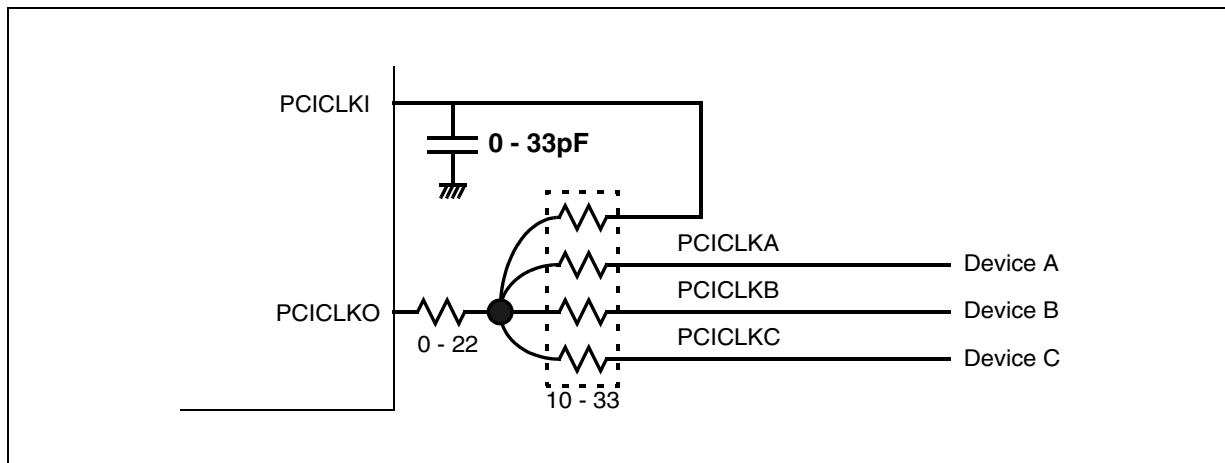 PCICLKI
0 - 33pF
PCICLKA
Device A
PCICLKB
PCICLKO
Device B
0 - 22
PCICLKC
Device C
10 - 33